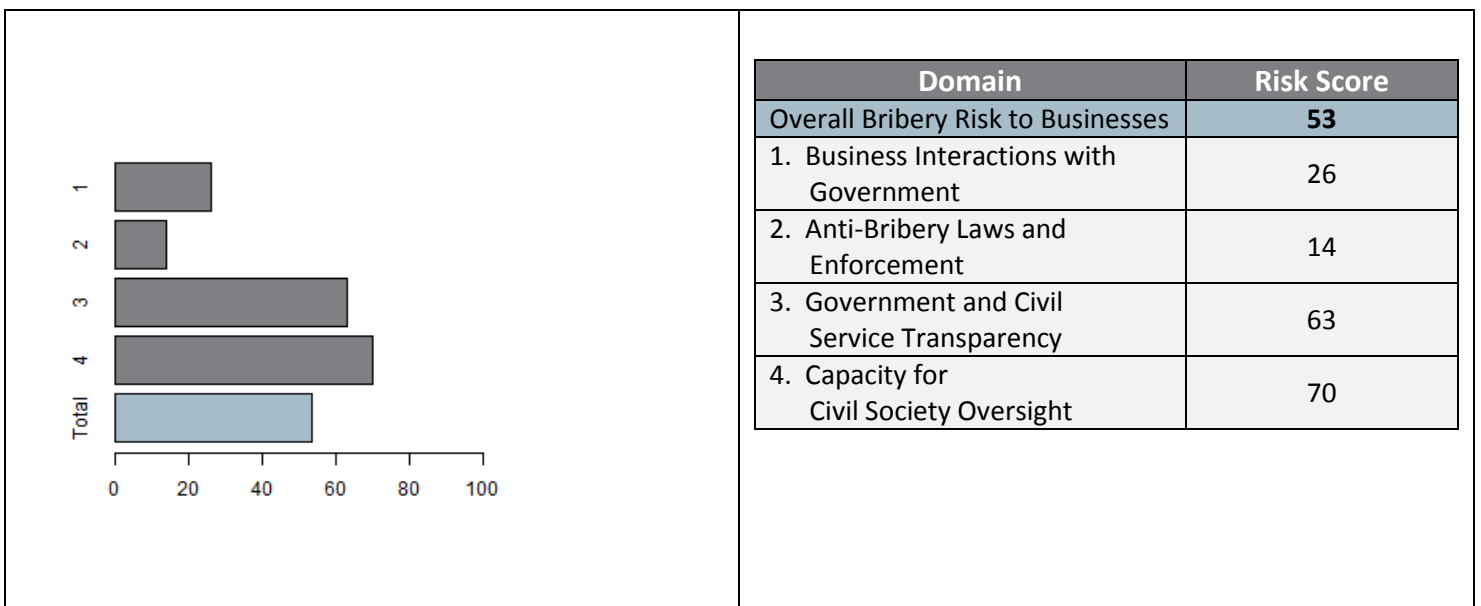 1
2
3
4
Total
0 20 40 60 80 100
Domain Risk Score
Overall Bribery Risk to Businesses 53
1. Business Interactions with
Government
26
2. Anti-Bribery Laws and
Enforcement
14
3. Government and Civil
Service Transparency
63
4. Capacity for
Civil Society Oversight
70